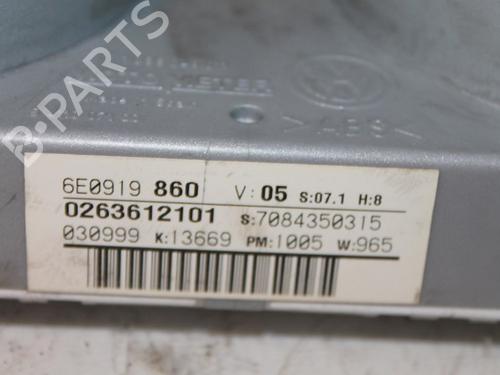 B-PARTS
>ABS<
6E0919 860 V: 05 S:07.1 H:8
0263612101 S:7084350315
030999 K:13669 PM:1005 W:965